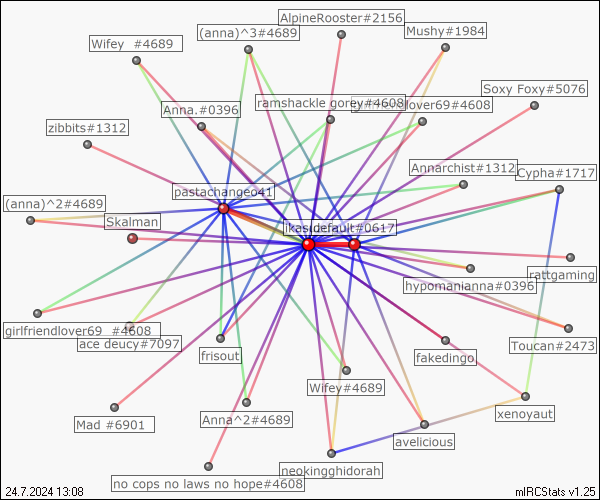 AlpineRooster#2156
(anna)^3#4689
Mushy#1984
Wifey #4689
Soxy Foxy#5076
ramshackle gorey#4608
lover69#4608
Anna.#0396
zibbits#1312
Annarchist#1312
Cypha#1717
pastachangeo41
(anna)^2#4689
Skalman
default#0617
rattgaming
hypomanianna#0396
girlfriendlover69 #4608
ace deucy#7097
Toucan#2473
frisout
fakedingo
Wifey#4689
Mad #6901
Anna^2#4689
xenoyaut
avelicious
neokingghidorah
no cops no laws no hope#4608
24.7.2024 13:08
mIRCStats v1.25